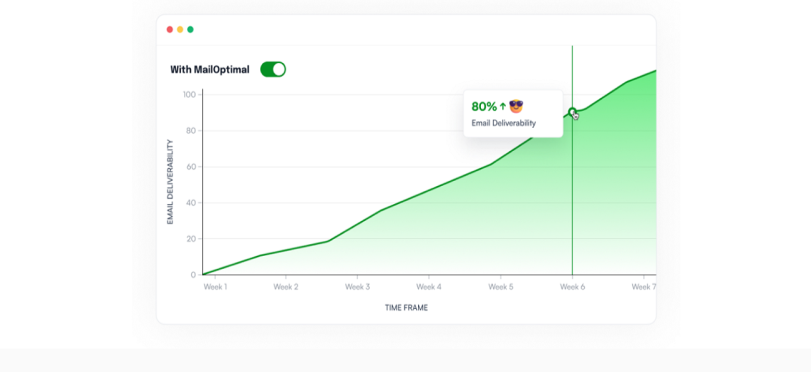 With MailOptimal
80% ↑ 😎
Email Deliverability
EMAIL DELIVERABILITY
100
80
60
40
20
0
Week 1 Week 2 Week 3 Week 4 Week 5 Week 6 Week 7
TIME FRAME